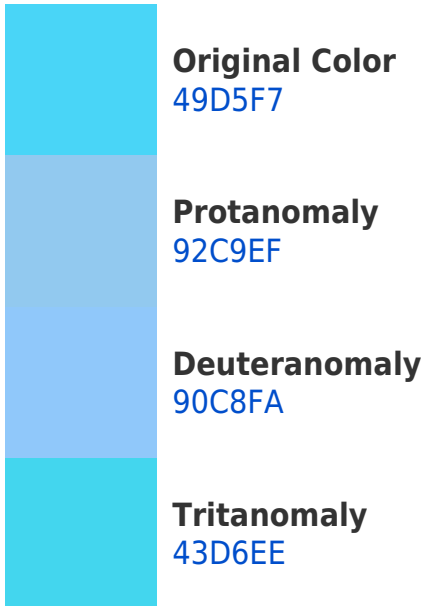 Original Color
49D5F7
Protanomaly
92C9EF
Deuteranomaly
90C8FA
Tritanomaly
43D6EE